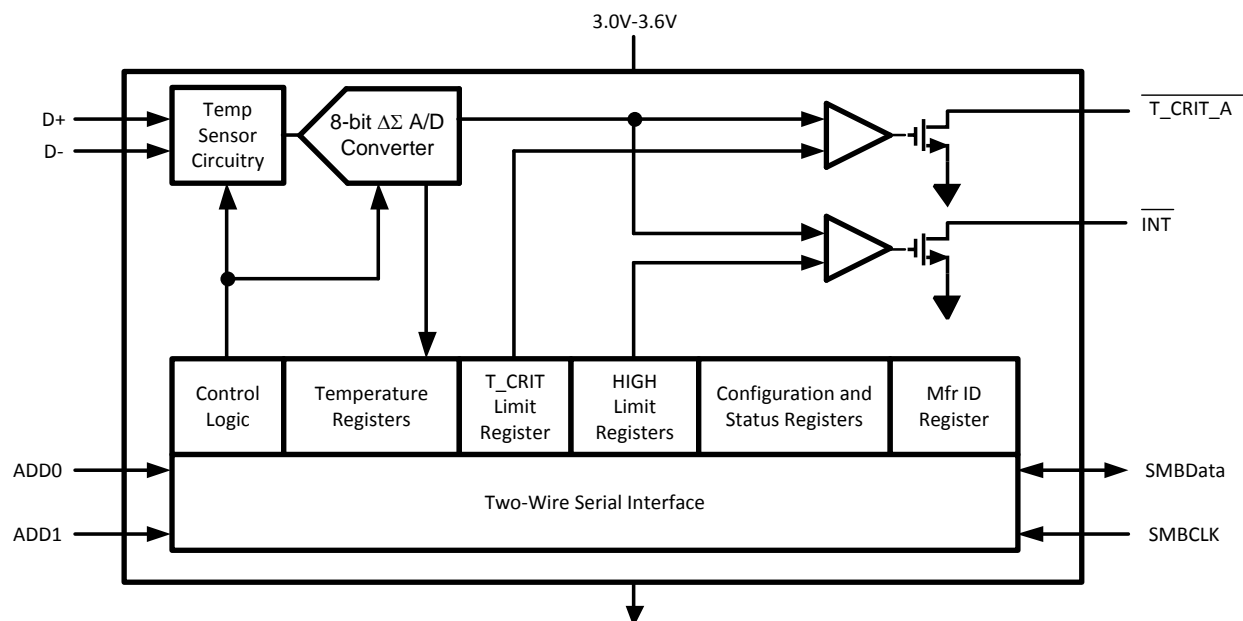 3.0V-3.6V
D+
D-
Temp
Sensor
Circuitry
8-bit ΔΣ A/D
Converter
T_CRIT_A
INT
Control
Logic
Temperature
Registers
T_CRIT
Limit
Register
HIGH
Limit
Registers
Configuration and
Status Registers
Mfr ID
Register
ADD0
ADD1
Two-Wire Serial Interface
SMBData
SMBCLK